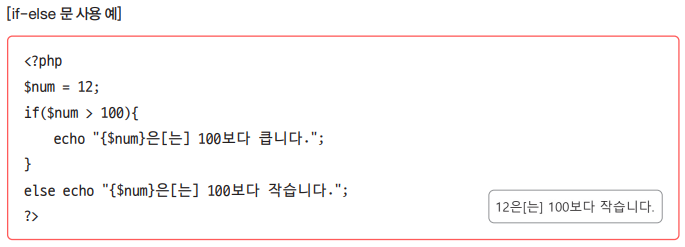 [if-else 문 사용 예]
<?php
$num = 12;
if($num > 100){
    echo "{$num}은[는] 100보다 큽니다.";
}
else echo "{$num}은[는] 100보다 작습니다.";
?>
12은[는] 100보다 작습니다.